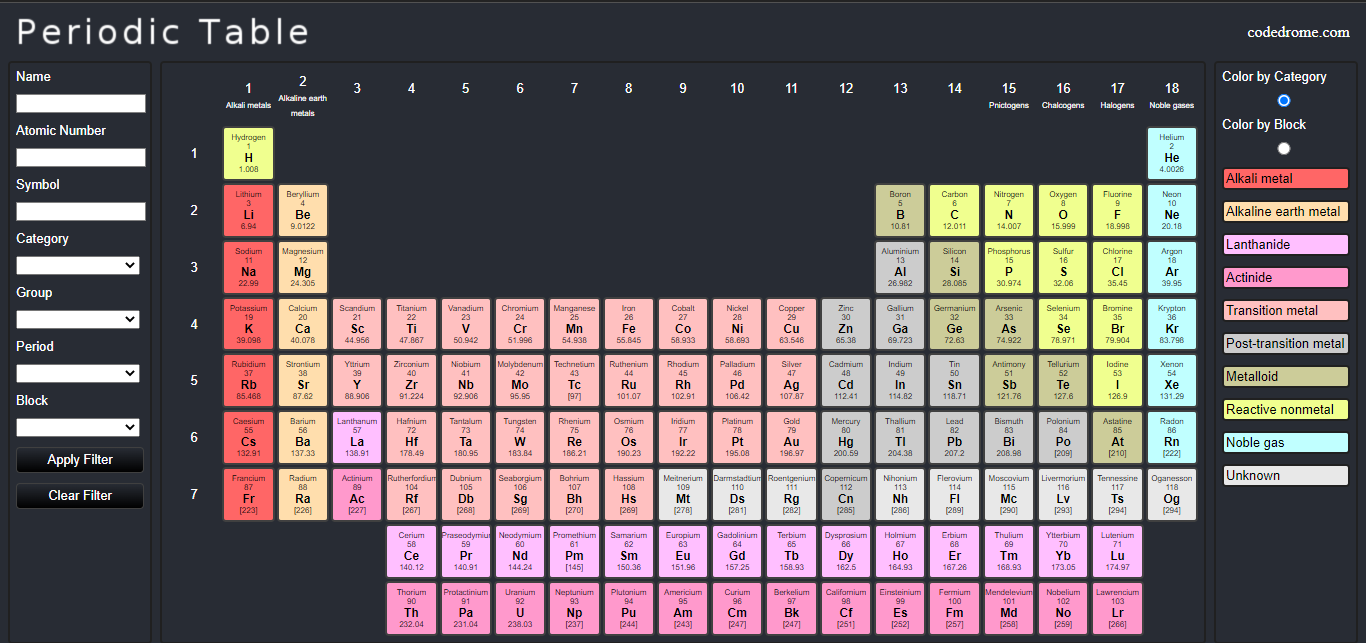 Periodic Table
codedrome.com
Name
Atomic Number
Symbol
Category
Group
Period
Block
Apply Filter
Clear Filter
1 2 3 4 5 6 7 8 9 10 11 12 13 14 15 16 17 18
Alkali metals Alkaline earth metals Pnictogens Chalcogens Halogens Noble gases
1
Hydrogen 1 H 1.008
Helium 2 He 4.0026
2
Lithium 3 Li 6.94
Beryllium 4 Be 9.0122
Boron 5 B 10.81
Carbon 6 C 12.011
Nitrogen 7 N 14.007
Oxygen 8 O 15.999
Fluorine 9 F 18.998
Neon 10 Ne 20.18
3
Sodium 11 Na 22.99
Magnesium 12 Mg 24.305
Aluminium 13 Al 26.982
Silicon 14 Si 28.085
Phosphorus 15 P 30.974
Sulfur 16 S 32.06
Chlorine 17 Cl 35.45
Argon 18 Ar 39.95
4
Potassium 19 K 39.098
Calcium 20 Ca 40.078
Scandium 21 Sc 44.956
Titanium 22 Ti 47.867
Vanadium 23 V 50.942
Chromium 24 Cr 51.996
Manganese 25 Mn 54.938
Iron 26 Fe 55.845
Cobalt 27 Co 58.933
Nickel 28 Ni 58.693
Copper 29 Cu 63.546
Zinc 30 Zn 65.38
Gallium 31 Ga 69.723
Germanium 32 Ge 72.63
Arsenic 33 As 74.922
Selenium 34 Se 78.971
Bromine 35 Br 79.904
Krypton 36 Kr 83.798
5
Rubidium 37 Rb 85.468
Strontium 38 Sr 87.62
Yttrium 39 Y 88.906
Zirconium 40 Zr 91.224
Niobium 41 Nb 92.906
Molybdenum 42 Mo 95.95
Technetium 43 Tc [97]
Ruthenium 44 Ru 101.07
Rhodium 45 Rh 102.91
Palladium 46 Pd 106.42
Silver 47 Ag 107.87
Cadmium 48 Cd 112.41
Indium 49 In 114.82
Tin 50 Sn 118.71
Antimony 51 Sb 121.76
Tellurium 52 Te 127.6
Iodine 53 I 126.9
Xenon 54 Xe 131.29
6
Caesium 55 Cs 132.91
Barium 56 Ba 137.33
Lanthanum 57 La 138.91
Hafnium 72 Hf 178.49
Tantalum 73 Ta 180.95
Tungsten 74 W 183.84
Rhenium 75 Re 186.21
Osmium 76 Os 190.23
Iridium 77 Ir 192.22
Platinum 78 Pt 195.08
Gold 79 Au 196.97
Mercury 80 Hg 200.59
Thallium 81 Tl 204.38
Lead 82 Pb 207.2
Bismuth 83 Bi 208.98
Polonium 84 Po [209]
Astatine 85 At [210]
Radon 86 Rn [222]
7
Francium 87 Fr [223]
Radium 88 Ra [226]
Actinium 89 Ac [227]
Rutherfordium 104 Rf [267]
Dubnium 105 Db [268]
Seaborgium 106 Sg [269]
Bohrium 107 Bh [270]
Hassium 108 Hs [269]
Meitnerium 109 Mt [278]
Darmstadtium 110 Ds [281]
Roentgenium 111 Rg [282]
Copernicum 112 Cn [285]
Nihonium 113 Nh [286]
Flerovium 114 Fl [289]
Moscovium 115 Mc [290]
Livermorium 116 Lv [293]
Tennessine 117 Ts [294]
Oganesson 118 Og [294]
Cerium 58 Ce 140.12
Praseodymium 59 Pr 140.91
Neodymium 60 Nd 144.24
Promethium 61 Pm [145]
Samarium 62 Sm 150.36
Europium 63 Eu 151.96
Gadolinium 64 Gd 157.25
Terbium 65 Tb 158.93
Dysprosium 66 Dy 162.5
Holmium 67 Ho 164.93
Erbium 68 Er 167.26
Thulium 69 Tm 168.93
Ytterbium 70 Yb 173.05
Lutenium 71 Lu 174.97
Thorium 90 Th 232.04
Protactinium 91 Pa 231.04
Uranium 92 U 238.03
Neptunium 93 Np [237]
Plutonium 94 Pu [244]
Americium 95 Am [243]
Curium 96 Cm [247]
Berkelium 97 Bk [247]
Californium 98 Cf [251]
Einsteinium 99 Es [252]
Fermium 100 Fm [257]
Mendelevium 101 Md [258]
Nobelium 102 No [259]
Lawrencium 103 Lr [266]
Color by Category
Color by Block
Alkali metal
Alkaline earth metal
Lanthanide
Actinide
Transition metal
Post-transition metal
Metalloid
Reactive nonmetal
Noble gas
Unknown